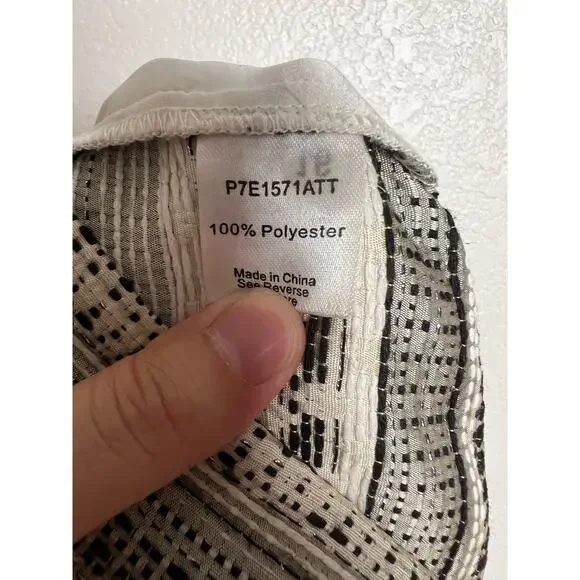 P7E1571ATT
100% Polyester
Made in China
See Reverse